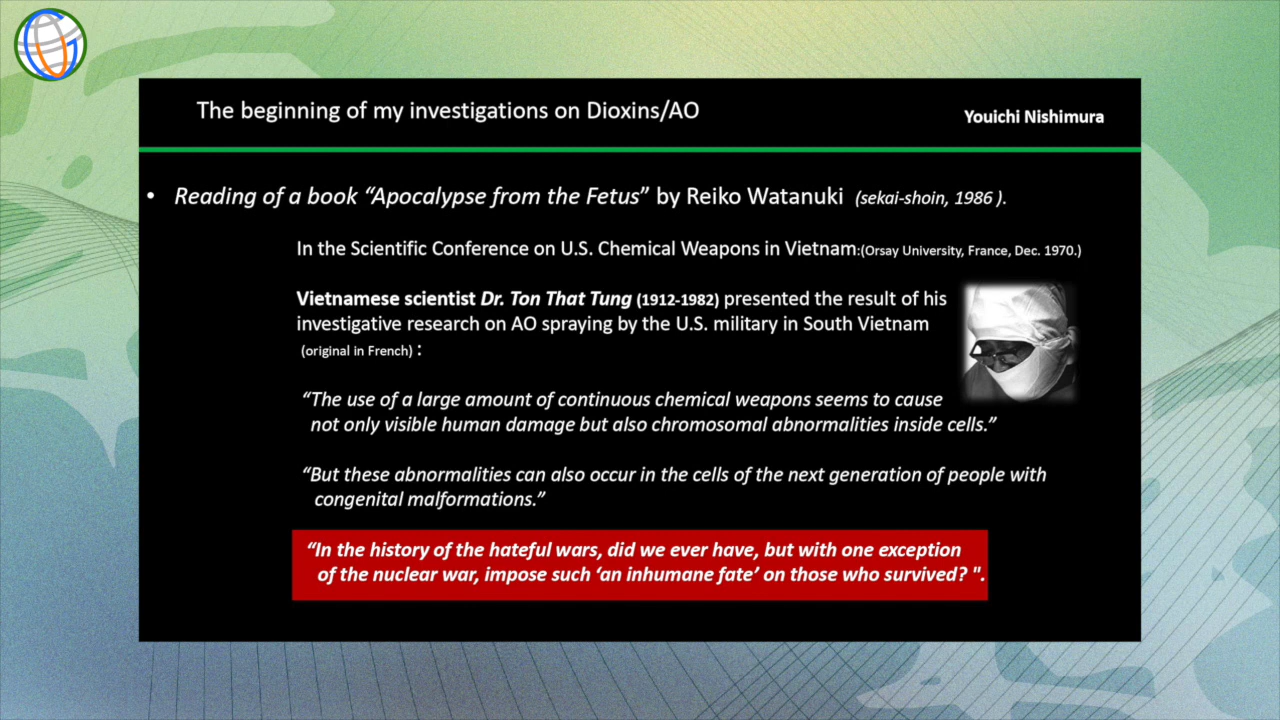 The beginning of my investigations on Dioxins/AO
Youichi Nishimura
• Reading of a book “Apocalypse from the Fetus” by Reiko Watanuki (sekai-shoin, 1986 ).
In the Scientific Conference on U.S. Chemical Weapons in Vietnam:(Orsay University, France, Dec. 1970.)
Vietnamese scientist Dr. Ton That Tung (1912-1982) presented the result of his
investigative research on AO spraying by the U.S. military in South Vietnam
(original in French) :
“The use of a large amount of continuous chemical weapons seems to cause
not only visible human damage but also chromosomal abnormalities inside cells.”
“But these abnormalities can also occur in the cells of the next generation of people with
congenital malformations.”
“In the history of the hateful wars, did we ever have, but with one exception
of the nuclear war, impose such ‘an inhumane fate’ on those who survived? ".